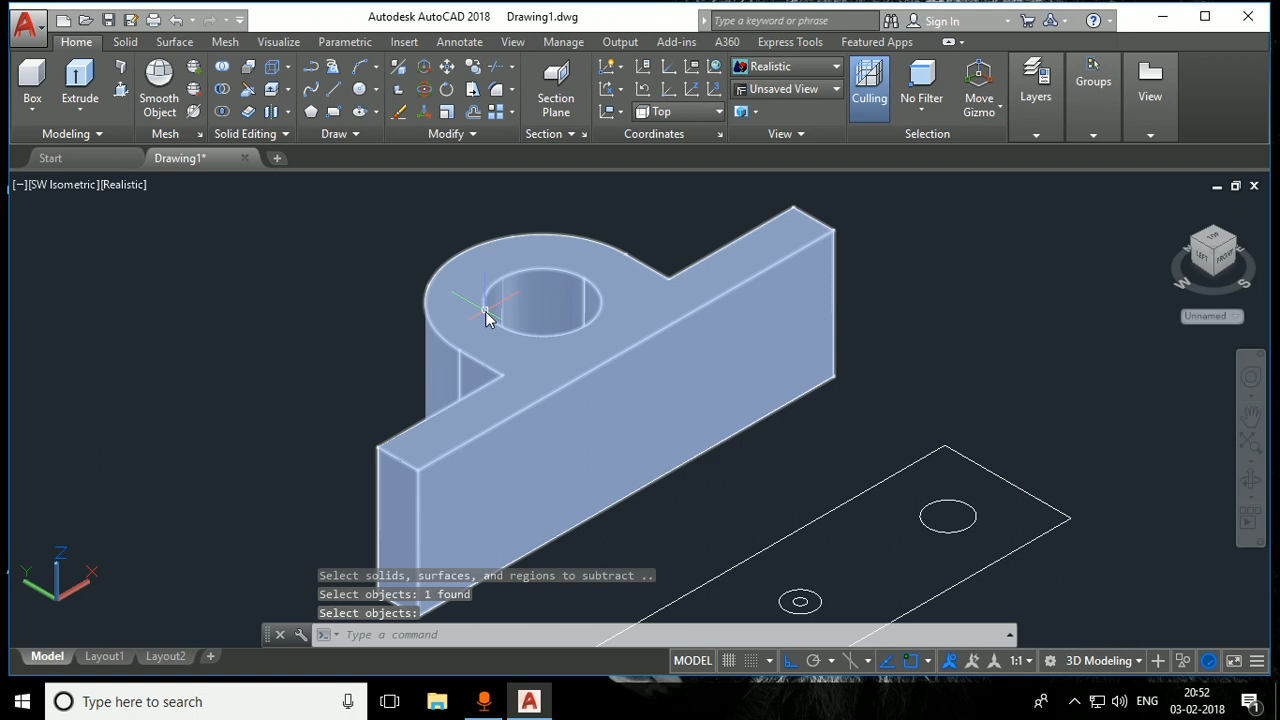 Autodesk AutoCAD 2018 Drawing1.dwg
Type a keyword or phrase
Sign In
Home Solid Surface Mesh Visualize Parametric Insert Annotate View Manage Output Add-ins A360 Express Tools Featured Apps
Box
Extrude
Smooth
Object
Section
Plane
Realistic
Unsaved View
Top
Culling
No Filter
Move
Gizmo
Layers
Groups
View
Modeling
Mesh
Solid Editing
Draw
Modify
Section
Coordinates
View
Selection
Start
Drawing1*
[−][SW Isometric][Realistic]
TOP
LEFT
FRONT
W
S
Unnamed
Z
Y
X
Select solids, surfaces, and regions to subtract ..
Select objects: 1 found
Select objects:
Type a command
Model Layout1 Layout2
MODEL
1:1
3D Modeling
Type here to search
ENG
20:52
03-02-2018
1